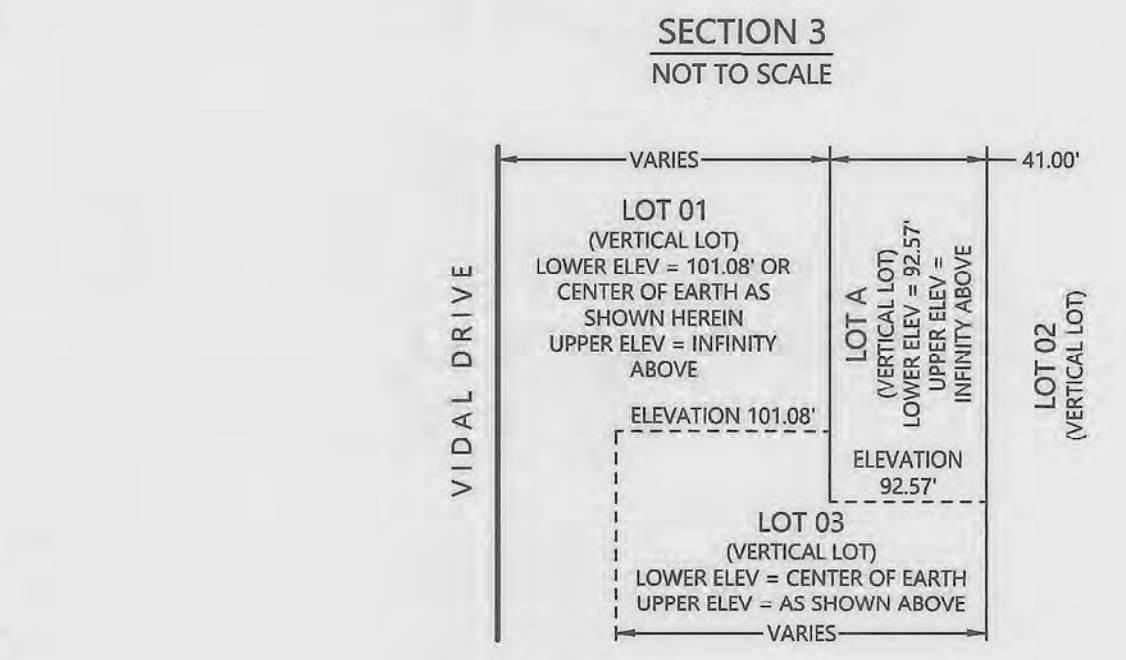 SECTION 3
NOT TO SCALE
VARIES
41.00'
LOT 01
(VERTICAL LOT)
LOWER ELEV = 101.08' OR
CENTER OF EARTH AS
SHOWN HEREIN
UPPER ELEV = INFINITY
ABOVE
VIDAL DRIVE
LOT A
(VERTICAL LOT)
LOWER ELEV = 92.57'
UPPER ELEV =
INFINITY ABOVE
LOT 02
(VERTICAL LOT)
ELEVATION 101.08'
ELEVATION
92.57'
LOT 03
(VERTICAL LOT)
LOWER ELEV = CENTER OF EARTH
UPPER ELEV = AS SHOWN ABOVE
VARIES